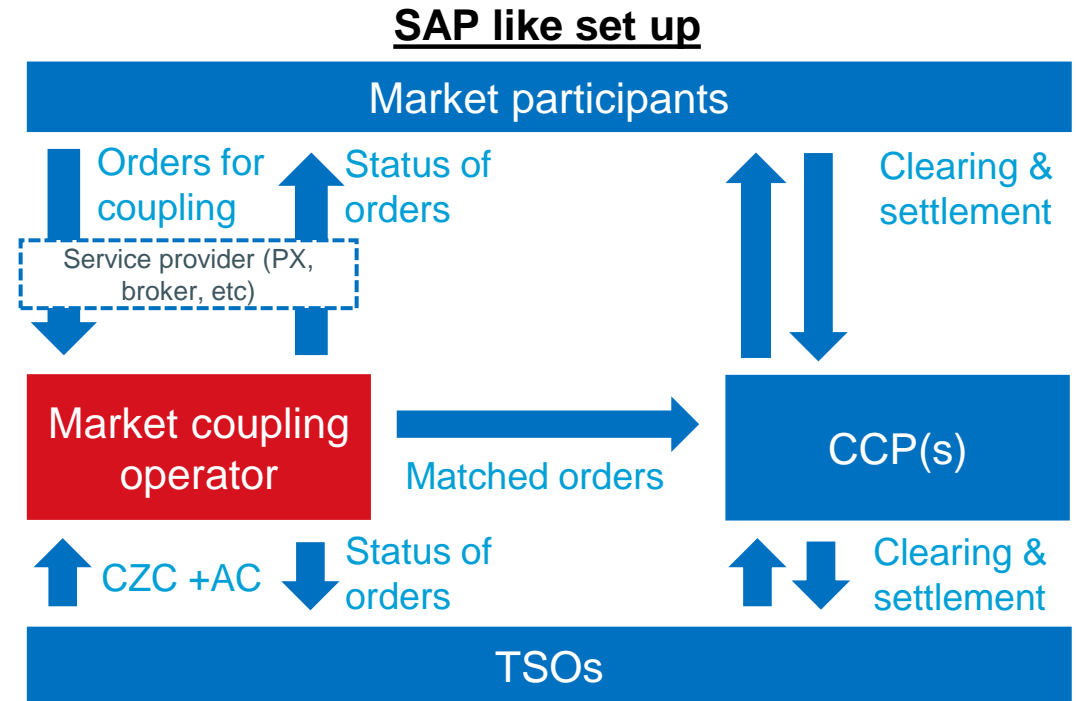 SAP like set up
Market participants
Orders for
coupling
Status of
orders
Clearing &
settlement
Service provider (PX,
broker, etc)
Market coupling
operator
Matched orders
CCP(s)
CZC +AC
Status of
orders
Clearing &
settlement
TSOs